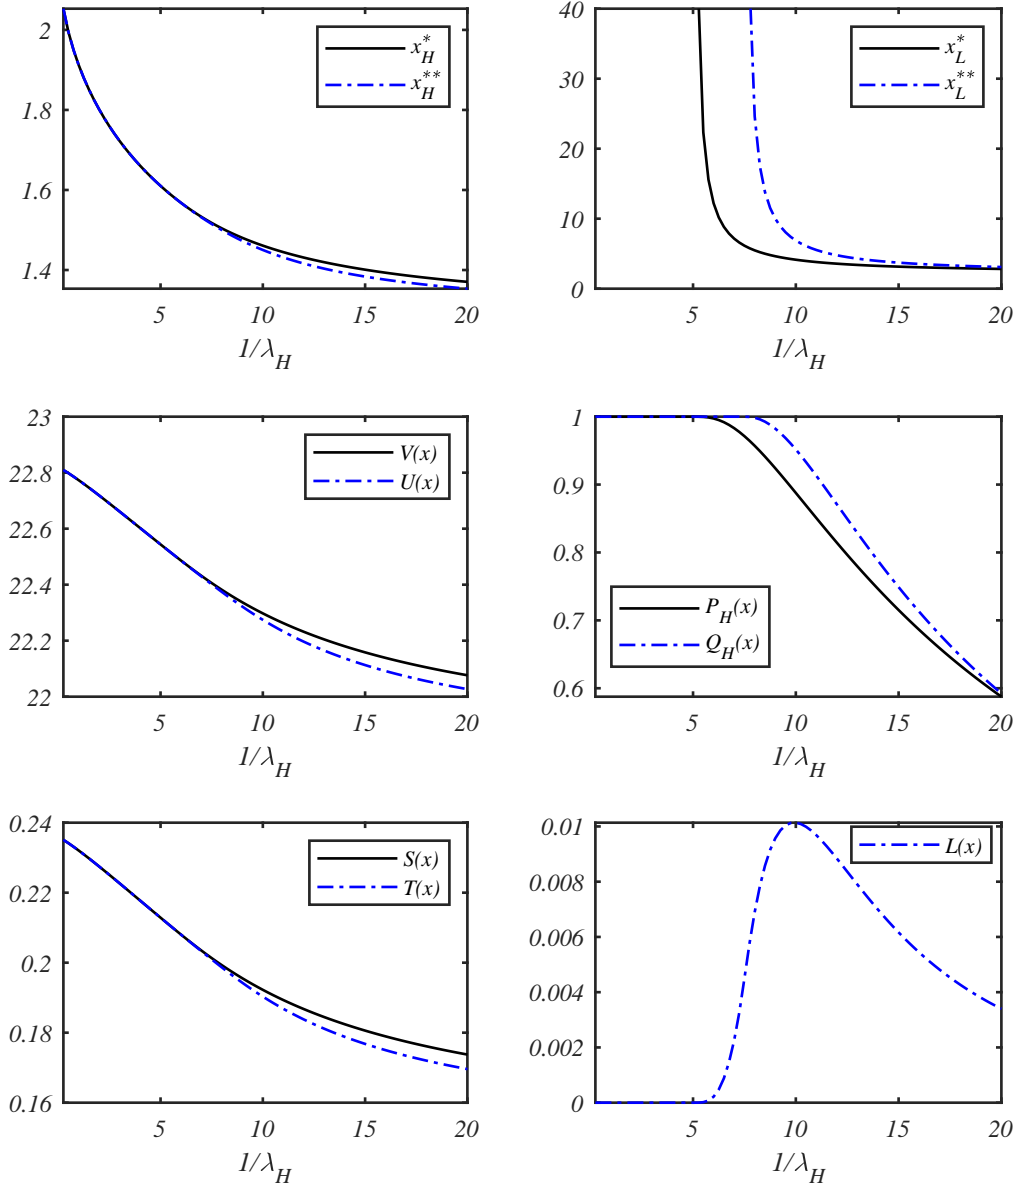 2
1.8
1.6
1.4
x_H^*
x_H^{**}
5 10 15 20
1/λ_H
40
30
20
10
0
x_L^*
x_L^{**}
5 10 15 20
1/λ_H
23
22.8
22.6
22.4
22.2
22
V(x)
U(x)
5 10 15 20
1/λ_H
1
0.9
0.8
0.7
0.6
P_H(x)
Q_H(x)
5 10 15 20
1/λ_H
0.24
0.22
0.2
0.18
0.16
S(x)
T(x)
5 10 15 20
1/λ_H
0.01
0.008
0.006
0.004
0.002
0
L(x)
5 10 15 20
1/λ_H